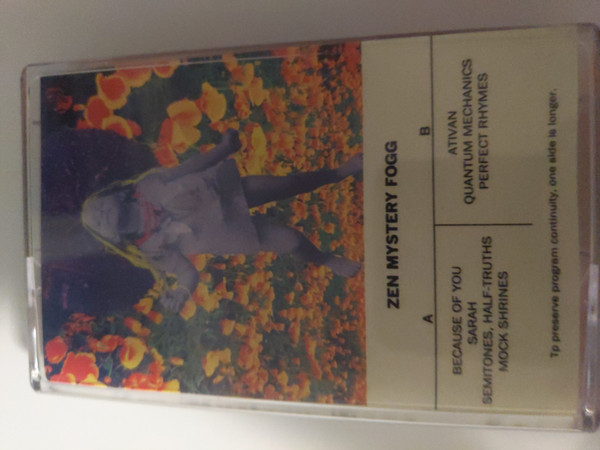 ZEN MYSTERY FOGG
A
BECAUSE OF YOU
SARAH
SEMITONES, HALF-TRUTHS
MOCK SHRINES
B
ATIVAN
QUANTUM MECHANICS
PERFECT RHYMES
Tp preserve program continuity, one side is longer.